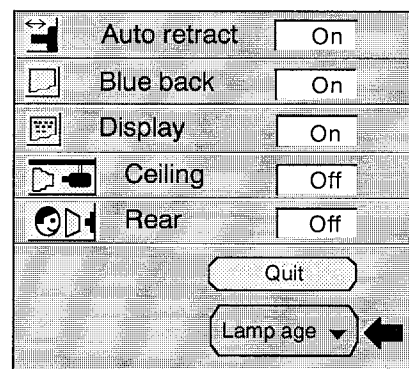 Auto retract On
Blue back On
Display On
Ceiling Off
Rear Off
Quit
Lamp age